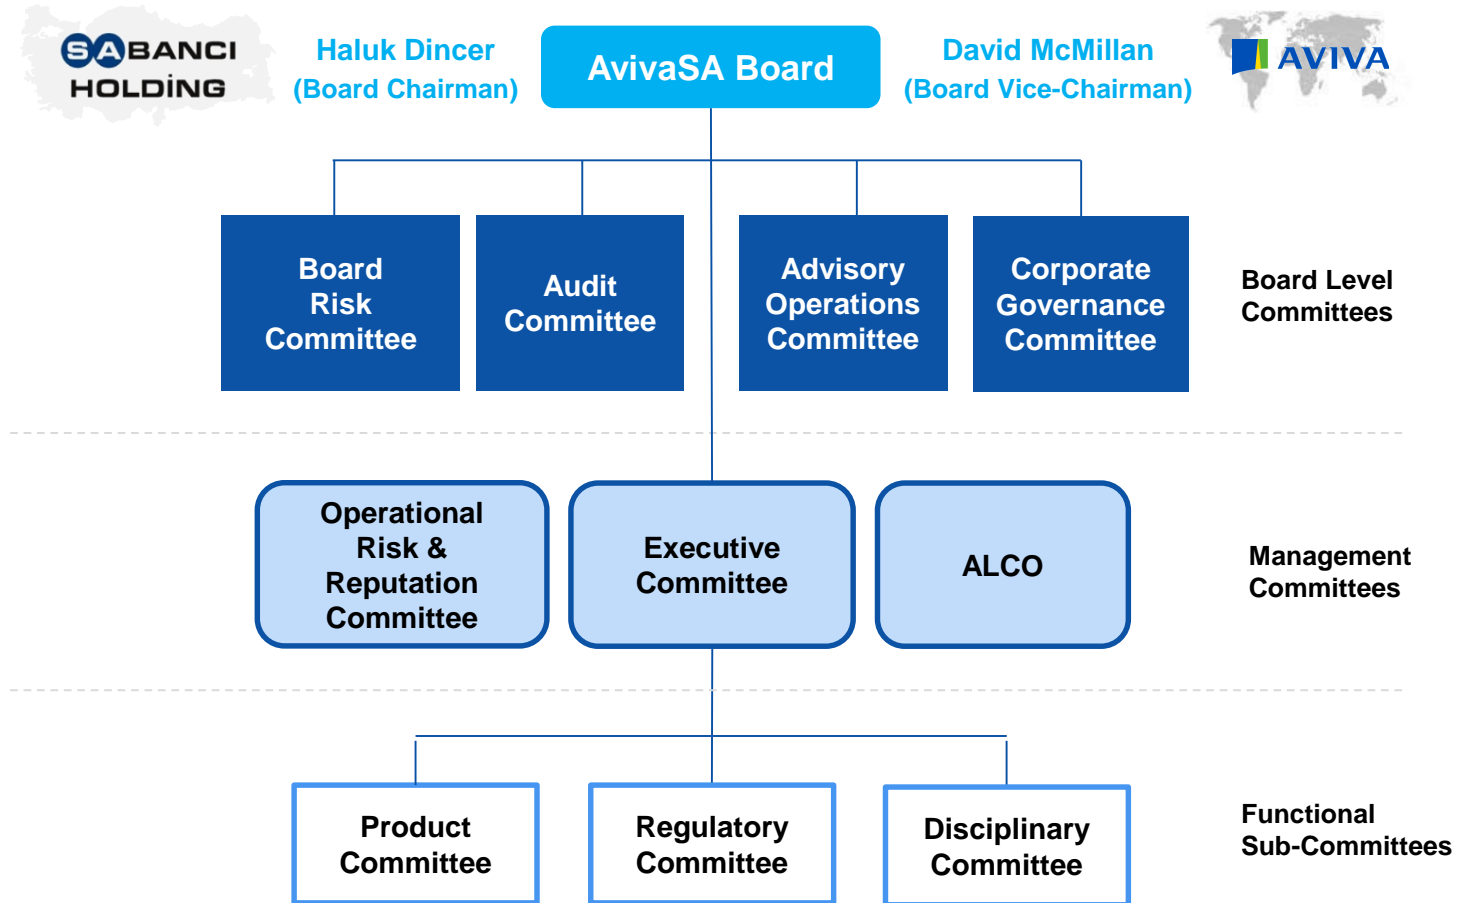 SABANCI
HOLDİNG
Haluk Dincer
(Board Chairman)
AvivaSA Board
David McMillan
(Board Vice-Chairman)
AVIVA
Board
Risk
Committee
Audit
Committee
Advisory
Operations
Committee
Corporate
Governance
Committee
Board Level
Committees
Operational
Risk &
Reputation
Committee
Executive
Committee
ALCO
Management
Committees
Product
Committee
Regulatory
Committee
Disciplinary
Committee
Functional
Sub-Committees